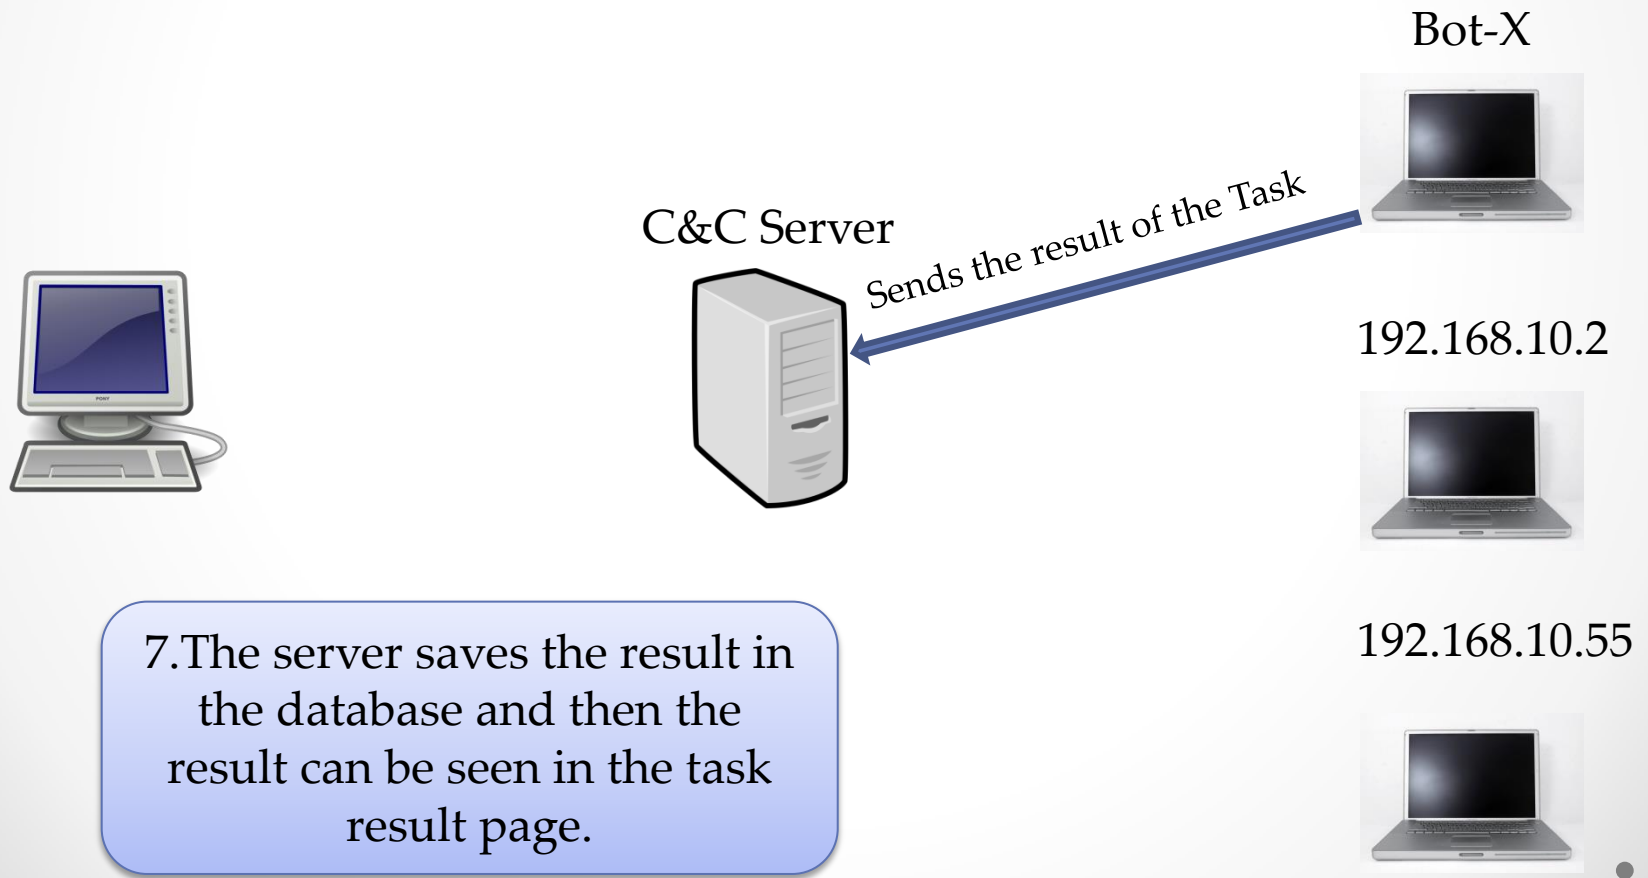 Bot-X
C&C Server
Sends the result of the Task
192.168.10.2
192.168.10.55
7.The server saves the result in
the database and then the
result can be seen in the task
result page.